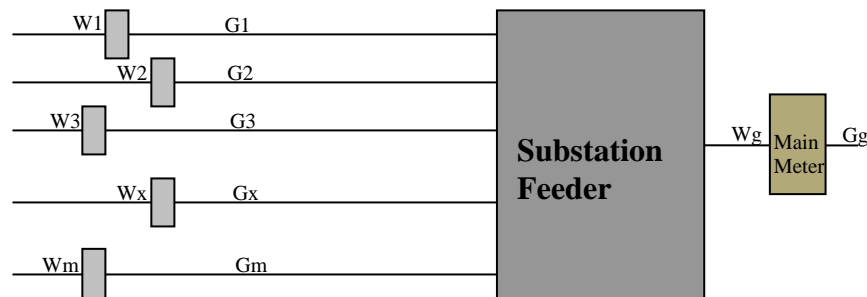 W1 G1
W2 G2
W3 G3
Wx Gx
Wm Gm
Substation
Feeder
Wg
Main
Meter
Gg